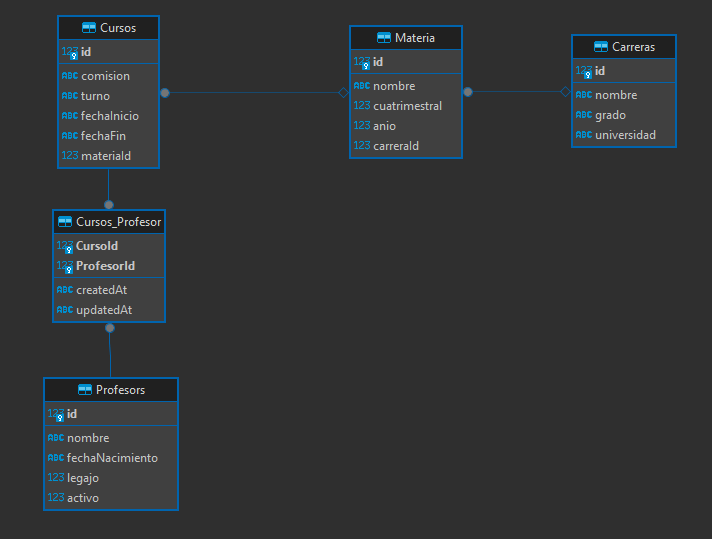 Cursos
123 id
ABC comision
ABC turno
ABC fechaInicio
ABC fechaFin
123 materiaId
Materia
123 id
ABC nombre
123 cuatrimestral
123 anio
123 carreraId
Carreras
123 id
ABC nombre
ABC grado
ABC universidad
Cursos_Profesor
123 CursoId
123 ProfesorId
ABC createdAt
ABC updatedAt
Profesors
123 id
ABC nombre
ABC fechaNacimiento
123 legajo
123 activo